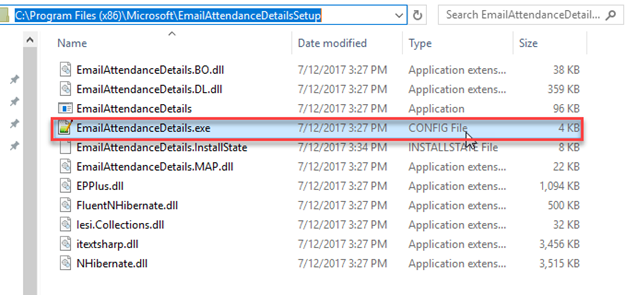 C:\Program Files (x86)\Microsoft\EmailAttendanceDetailsSetup Search EmailAttendanceDetail...
Name Date modified Type Size
EmailAttendanceDetails.BO.dll 7/12/2017 3:27 PM Application extens... 38 KB
EmailAttendanceDetails.DL.dll 7/12/2017 3:27 PM Application extens... 359 KB
EmailAttendanceDetails 7/12/2017 3:27 PM Application 96 KB
EmailAttendanceDetails.exe 7/12/2017 3:27 PM CONFIG File 4 KB
EmailAttendanceDetails.InstallState 7/12/2017 3:34 PM INSTALLSTATE File 8 KB
EmailAttendanceDetails.MAP.dll 7/12/2017 3:27 PM Application extens... 22 KB
EPPlus.dll 7/12/2017 3:27 PM Application extens... 1,094 KB
FluentNHibernate.dll 7/12/2017 3:27 PM Application extens... 500 KB
Iesi.Collections.dll 7/12/2017 3:27 PM Application extens... 32 KB
itextsharp.dll 7/12/2017 3:27 PM Application extens... 3,456 KB
NHibernate.dll 7/12/2017 3:27 PM Application extens... 3,515 KB